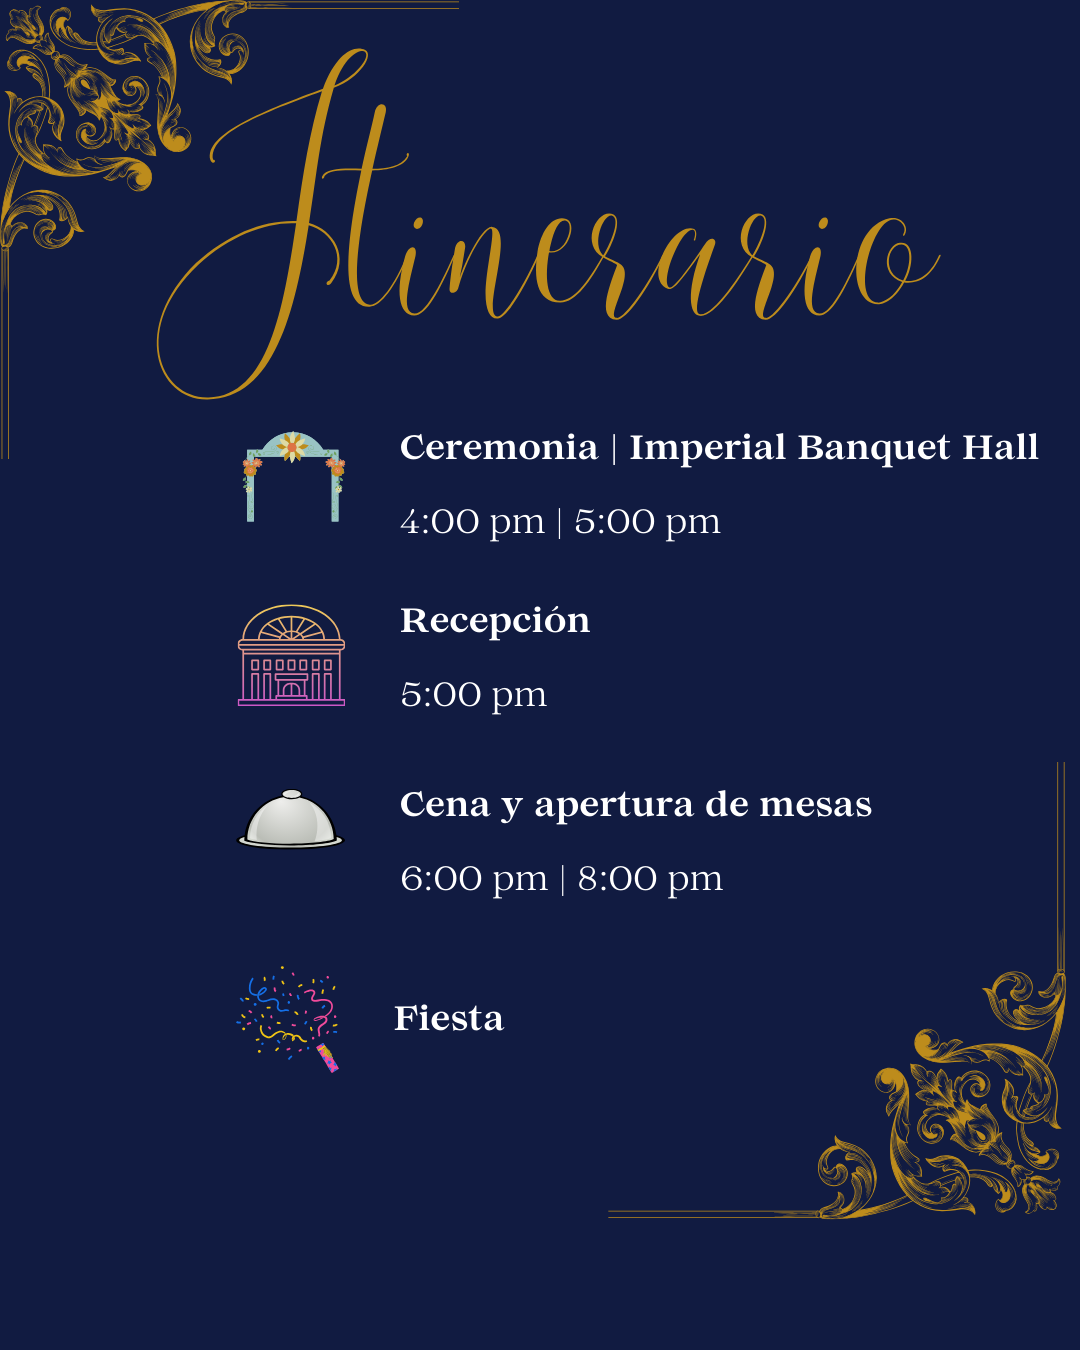 Itinerario
Ceremonia | Imperial Banquet Hall
4:00 pm | 5:00 pm
Recepción
5:00 pm
Cena y apertura de mesas
6:00 pm | 8:00 pm
Fiesta